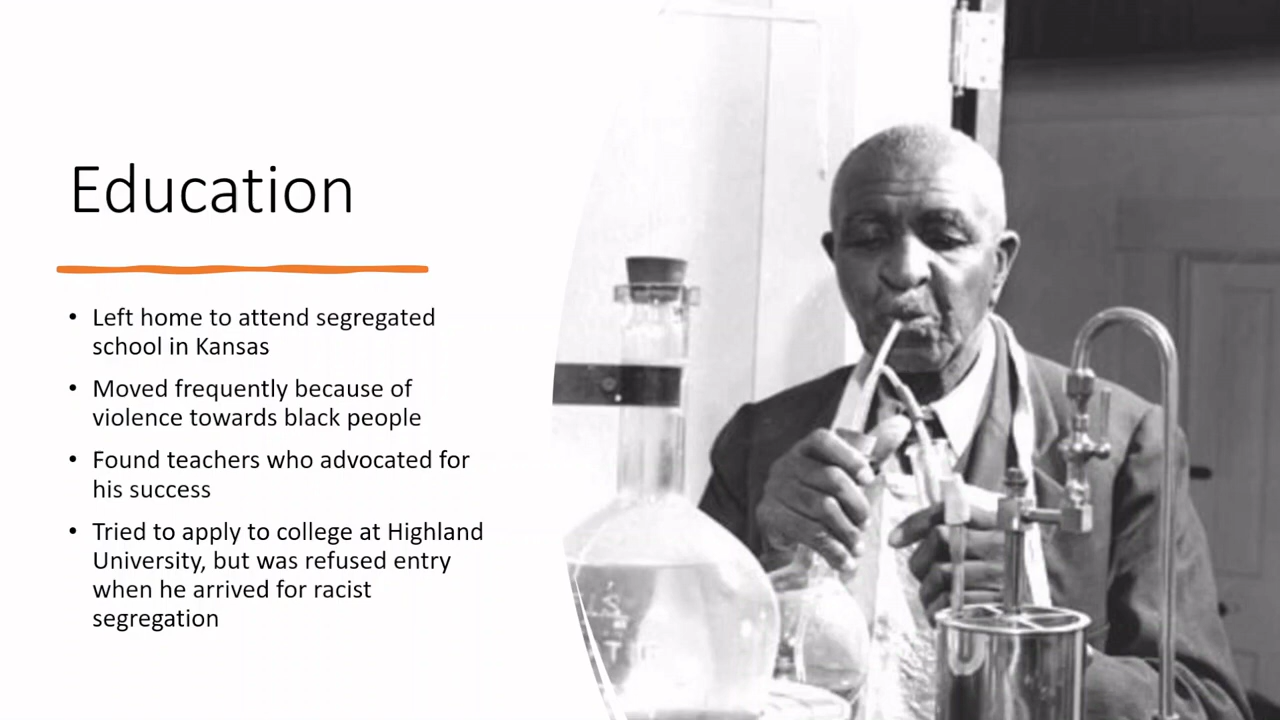 Education
• Left home to attend segregated
school in Kansas
• Moved frequently because of
violence towards black people
• Found teachers who advocated for
his success
• Tried to apply to college at Highland
University, but was refused entry
when he arrived for racist
segregation